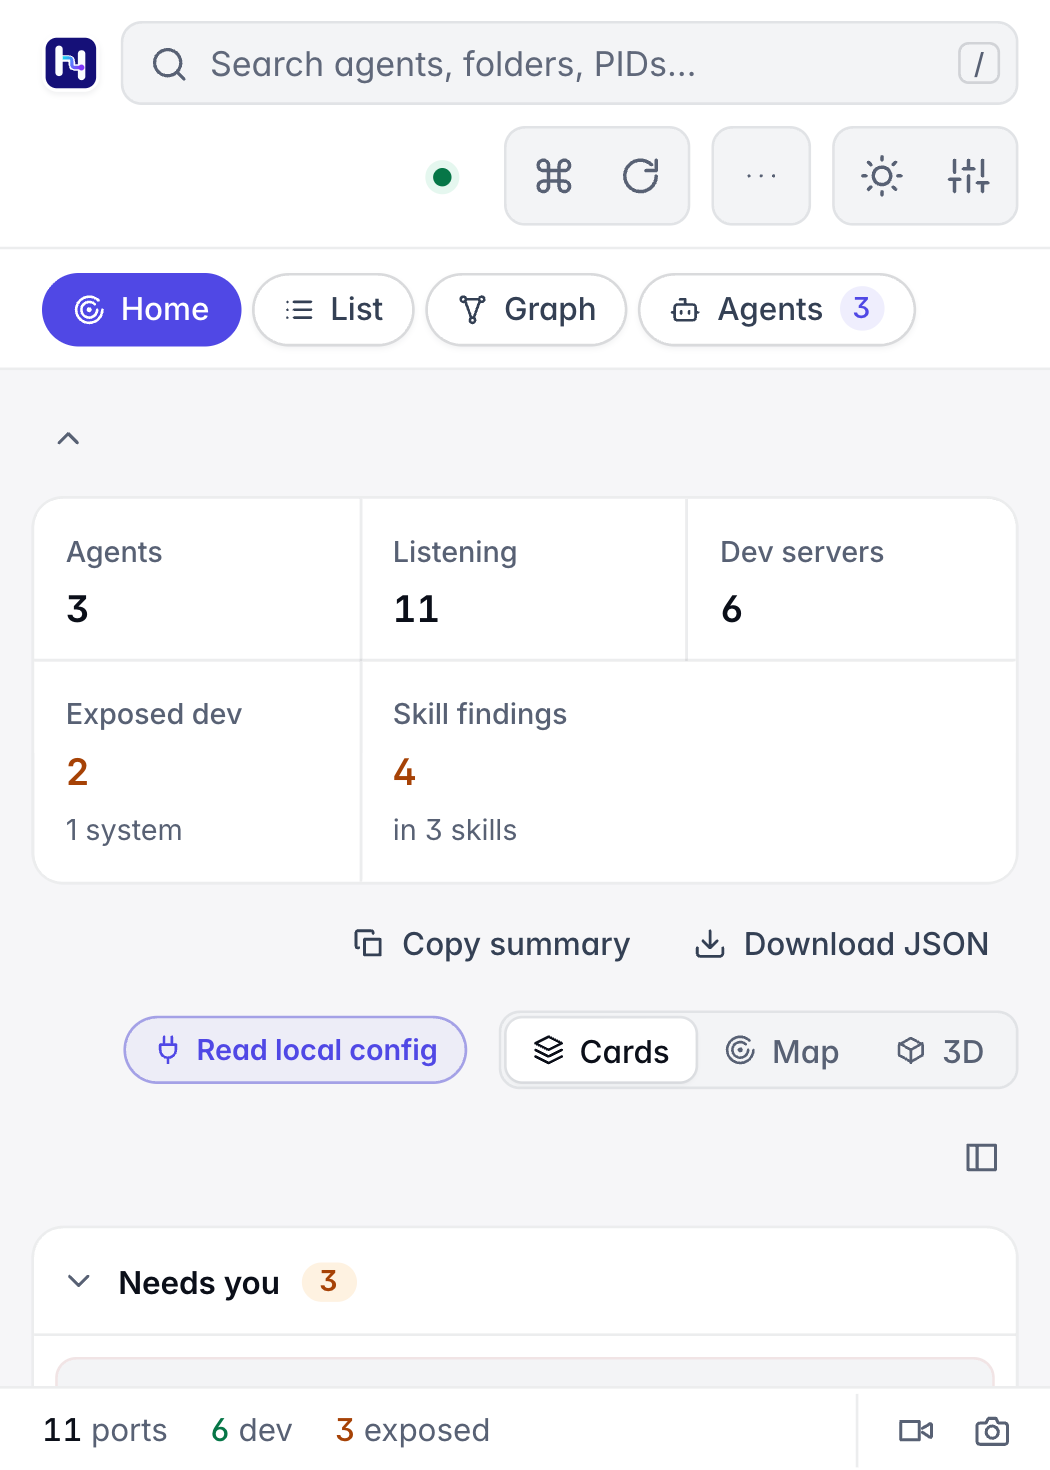 Search agents, folders, PIDs...
/
...
Home
List
Graph
Agents 3
Agents
3
Listening
11
Dev servers
6
Exposed dev
2
1 system
Skill findings
4
in 3 skills
Copy summary
Download JSON
Read local config
Cards
Map
3D
Needs you 3
11 ports
6 dev
3 exposed